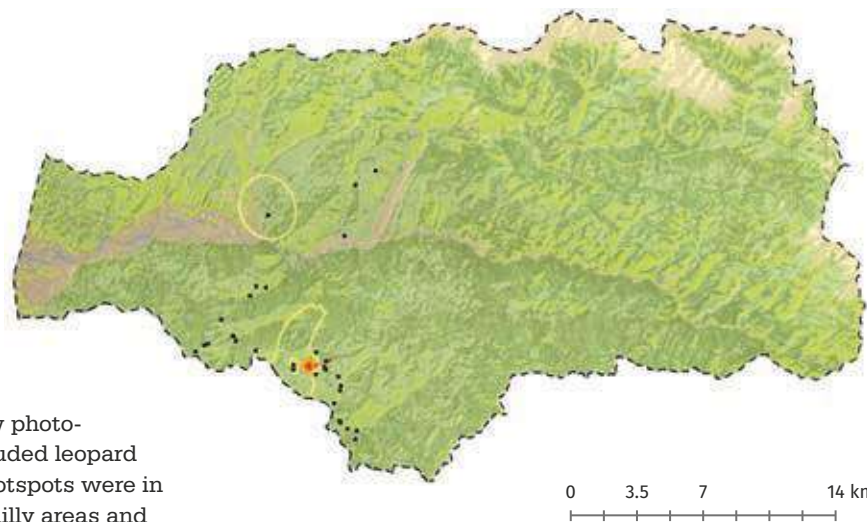 photo-
uded leopard
otspots were in
illy areas and
0 3.5 7 14 km